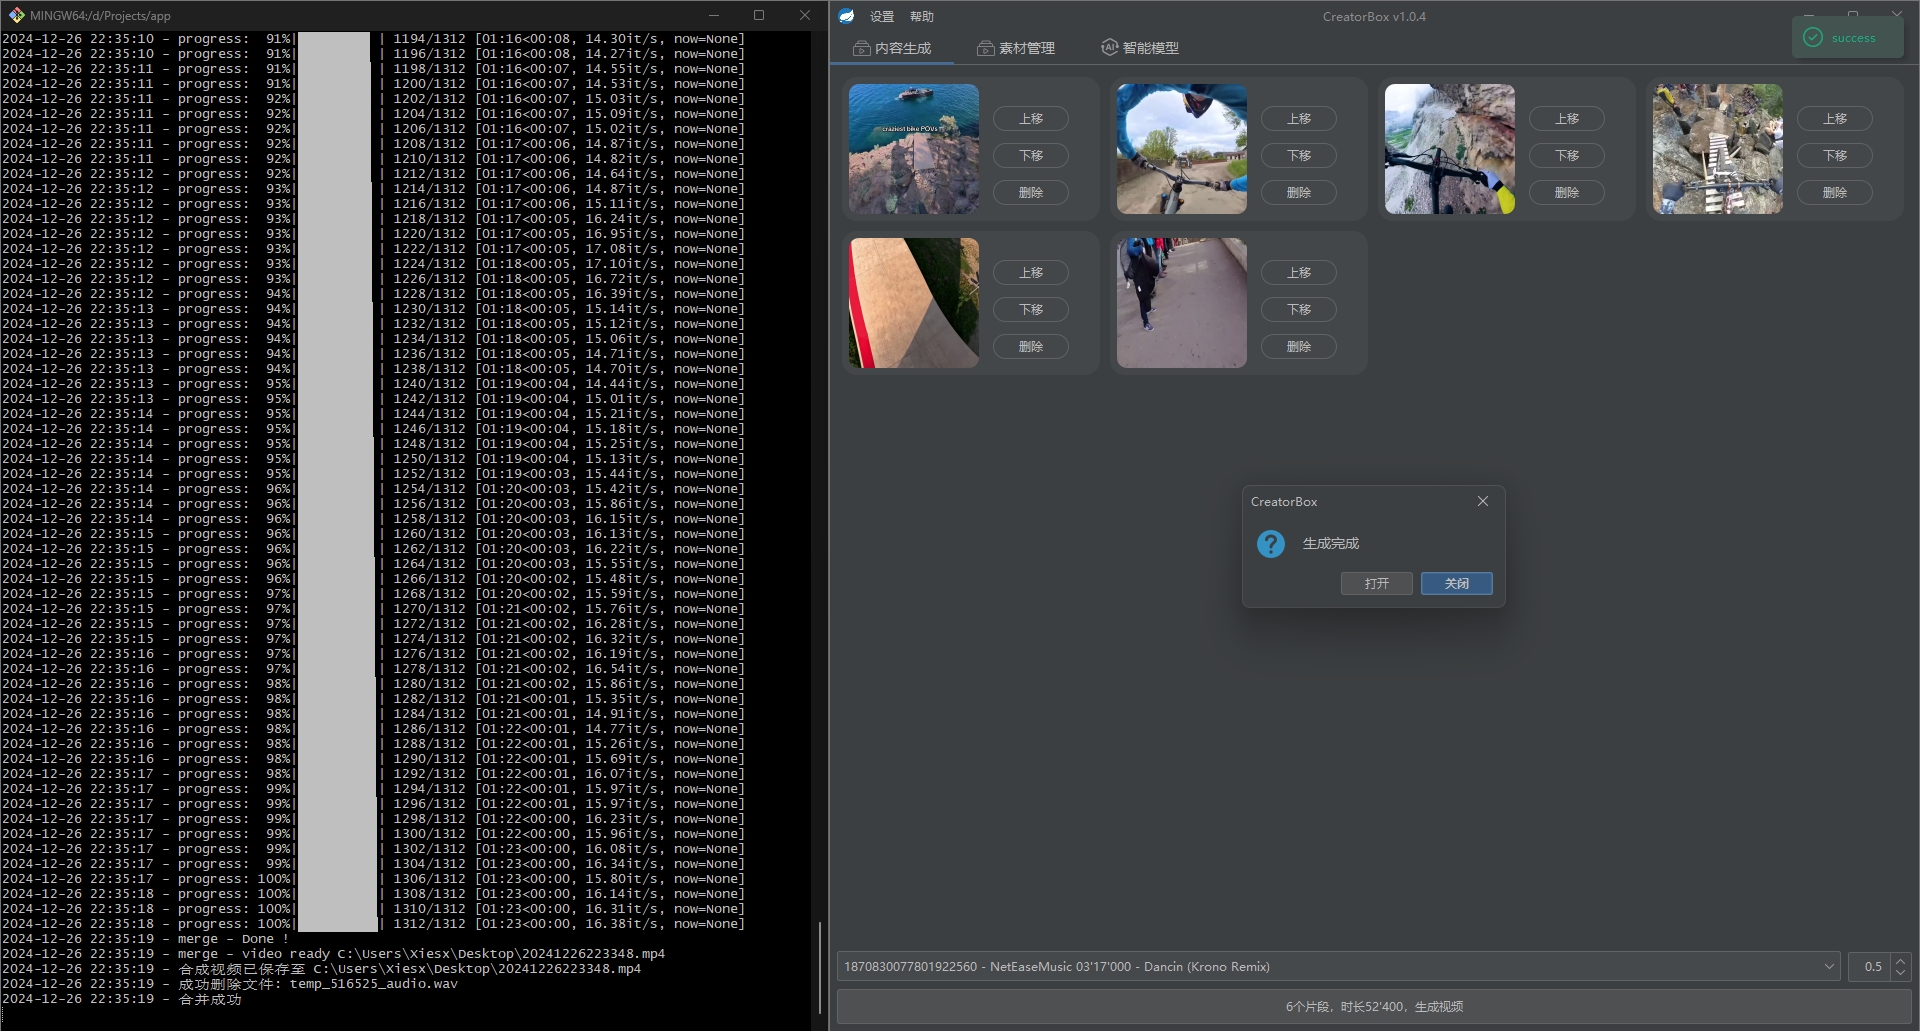 MINGW64:/d/Projects/app
2024-12-26 22:35:10 - progress:  91%| | 1194/1312 [01:16<00:08, 14.30it/s, now=None]
2024-12-26 22:35:10 - progress:  91%| | 1196/1312 [01:16<00:08, 14.27it/s, now=None]
2024-12-26 22:35:11 - progress:  91%| | 1198/1312 [01:16<00:07, 14.55it/s, now=None]
2024-12-26 22:35:11 - progress:  91%| | 1200/1312 [01:16<00:07, 14.53it/s, now=None]
2024-12-26 22:35:11 - progress:  92%| | 1202/1312 [01:16<00:07, 15.03it/s, now=None]
2024-12-26 22:35:11 - progress:  92%| | 1204/1312 [01:16<00:07, 15.09it/s, now=None]
2024-12-26 22:35:11 - progress:  92%| | 1206/1312 [01:16<00:07, 15.02it/s, now=None]
2024-12-26 22:35:11 - progress:  92%| | 1208/1312 [01:17<00:06, 14.87it/s, now=None]
2024-12-26 22:35:11 - progress:  92%| | 1210/1312 [01:17<00:06, 14.82it/s, now=None]
2024-12-26 22:35:12 - progress:  92%| | 1212/1312 [01:17<00:06, 14.64it/s, now=None]
2024-12-26 22:35:12 - progress:  93%| | 1214/1312 [01:17<00:06, 14.87it/s, now=None]
2024-12-26 22:35:12 - progress:  93%| | 1216/1312 [01:17<00:06, 15.11it/s, now=None]
2024-12-26 22:35:12 - progress:  93%| | 1218/1312 [01:17<00:05, 16.24it/s, now=None]
2024-12-26 22:35:12 - progress:  93%| | 1220/1312 [01:17<00:05, 16.95it/s, now=None]
2024-12-26 22:35:12 - progress:  93%| | 1222/1312 [01:17<00:05, 17.08it/s, now=None]
2024-12-26 22:35:12 - progress:  93%| | 1224/1312 [01:18<00:05, 17.10it/s, now=None]
2024-12-26 22:35:12 - progress:  93%| | 1226/1312 [01:18<00:05, 16.72it/s, now=None]
2024-12-26 22:35:12 - progress:  94%| | 1228/1312 [01:18<00:05, 16.39it/s, now=None]
2024-12-26 22:35:13 - progress:  94%| | 1230/1312 [01:18<00:05, 15.14it/s, now=None]
2024-12-26 22:35:13 - progress:  94%| | 1232/1312 [01:18<00:05, 15.12it/s, now=None]
2024-12-26 22:35:13 - progress:  94%| | 1234/1312 [01:18<00:05, 15.06it/s, now=None]
2024-12-26 22:35:13 - progress:  94%| | 1236/1312 [01:18<00:05, 14.71it/s, now=None]
2024-12-26 22:35:13 - progress:  94%| | 1238/1312 [01:18<00:05, 14.70it/s, now=None]
2024-12-26 22:35:13 - progress:  95%| | 1240/1312 [01:19<00:04, 14.44it/s, now=None]
2024-12-26 22:35:13 - progress:  95%| | 1242/1312 [01:19<00:04, 15.01it/s, now=None]
2024-12-26 22:35:14 - progress:  95%| | 1244/1312 [01:19<00:04, 15.21it/s, now=None]
2024-12-26 22:35:14 - progress:  95%| | 1246/1312 [01:19<00:04, 15.18it/s, now=None]
2024-12-26 22:35:14 - progress:  95%| | 1248/1312 [01:19<00:04, 15.25it/s, now=None]
2024-12-26 22:35:14 - progress:  95%| | 1250/1312 [01:19<00:04, 15.13it/s, now=None]
2024-12-26 22:35:14 - progress:  95%| | 1252/1312 [01:19<00:03, 15.44it/s, now=None]
2024-12-26 22:35:14 - progress:  96%| | 1254/1312 [01:20<00:03, 15.42it/s, now=None]
2024-12-26 22:35:14 - progress:  96%| | 1256/1312 [01:20<00:03, 15.86it/s, now=None]
2024-12-26 22:35:14 - progress:  96%| | 1258/1312 [01:20<00:03, 16.15it/s, now=None]
2024-12-26 22:35:15 - progress:  96%| | 1260/1312 [01:20<00:03, 16.13it/s, now=None]
2024-12-26 22:35:15 - progress:  96%| | 1262/1312 [01:20<00:03, 16.22it/s, now=None]
2024-12-26 22:35:15 - progress:  96%| | 1264/1312 [01:20<00:03, 15.55it/s, now=None]
2024-12-26 22:35:15 - progress:  96%| | 1266/1312 [01:20<00:02, 15.48it/s, now=None]
2024-12-26 22:35:15 - progress:  97%| | 1268/1312 [01:20<00:02, 15.59it/s, now=None]
2024-12-26 22:35:15 - progress:  97%| | 1270/1312 [01:21<00:02, 15.76it/s, now=None]
2024-12-26 22:35:15 - progress:  97%| | 1272/1312 [01:21<00:02, 16.28it/s, now=None]
2024-12-26 22:35:15 - progress:  97%| | 1274/1312 [01:21<00:02, 16.32it/s, now=None]
2024-12-26 22:35:16 - progress:  97%| | 1276/1312 [01:21<00:02, 16.19it/s, now=None]
2024-12-26 22:35:16 - progress:  97%| | 1278/1312 [01:21<00:02, 16.54it/s, now=None]
2024-12-26 22:35:16 - progress:  98%| | 1280/1312 [01:21<00:02, 15.86it/s, now=None]
2024-12-26 22:35:16 - progress:  98%| | 1282/1312 [01:21<00:01, 15.35it/s, now=None]
2024-12-26 22:35:16 - progress:  98%| | 1284/1312 [01:21<00:01, 14.91it/s, now=None]
2024-12-26 22:35:16 - progress:  98%| | 1286/1312 [01:22<00:01, 14.77it/s, now=None]
2024-12-26 22:35:16 - progress:  98%| | 1288/1312 [01:22<00:01, 15.26it/s, now=None]
2024-12-26 22:35:16 - progress:  98%| | 1290/1312 [01:22<00:01, 15.69it/s, now=None]
2024-12-26 22:35:17 - progress:  98%| | 1292/1312 [01:22<00:01, 16.07it/s, now=None]
2024-12-26 22:35:17 - progress:  99%| | 1294/1312 [01:22<00:01, 15.97it/s, now=None]
2024-12-26 22:35:17 - progress:  99%| | 1296/1312 [01:22<00:01, 15.97it/s, now=None]
2024-12-26 22:35:17 - progress:  99%| | 1298/1312 [01:22<00:00, 16.23it/s, now=None]
2024-12-26 22:35:17 - progress:  99%| | 1300/1312 [01:22<00:00, 15.96it/s, now=None]
2024-12-26 22:35:17 - progress:  99%| | 1302/1312 [01:23<00:00, 16.08it/s, now=None]
2024-12-26 22:35:17 - progress:  99%| | 1304/1312 [01:23<00:00, 16.34it/s, now=None]
2024-12-26 22:35:17 - progress: 100%| | 1306/1312 [01:23<00:00, 15.80it/s, now=None]
2024-12-26 22:35:18 - progress: 100%| | 1308/1312 [01:23<00:00, 16.14it/s, now=None]
2024-12-26 22:35:18 - progress: 100%| | 1310/1312 [01:23<00:00, 16.31it/s, now=None]
2024-12-26 22:35:18 - progress: 100%| | 1312/1312 [01:23<00:00, 16.38it/s, now=None]
2024-12-26 22:35:19 - merge - Done !
2024-12-26 22:35:19 - merge - video ready C:\Users\Xiesx\Desktop\20241226223348.mp4
2024-12-26 22:35:19 - 合成视频已保存至 C:\Users\Xiesx\Desktop\20241226223348.mp4
2024-12-26 22:35:19 - 成功删除文件: temp_516525_audio.wav
2024-12-26 22:35:19 - 合并成功
设置 帮助 CreatorBox v1.0.4
success
内容生成 素材管理 智能模型
craziest bike POVs
上移 上移 上移 上移
下移 下移 下移 下移
删除 删除 删除 删除
上移 上移
下移 下移
删除 删除
CreatorBox
生成完成
打开 关闭
1870830077801922560 - NetEaseMusic 03'17'000 - Dancin (Krono Remix) 0.5
6个片段，时长52'400，生成视频